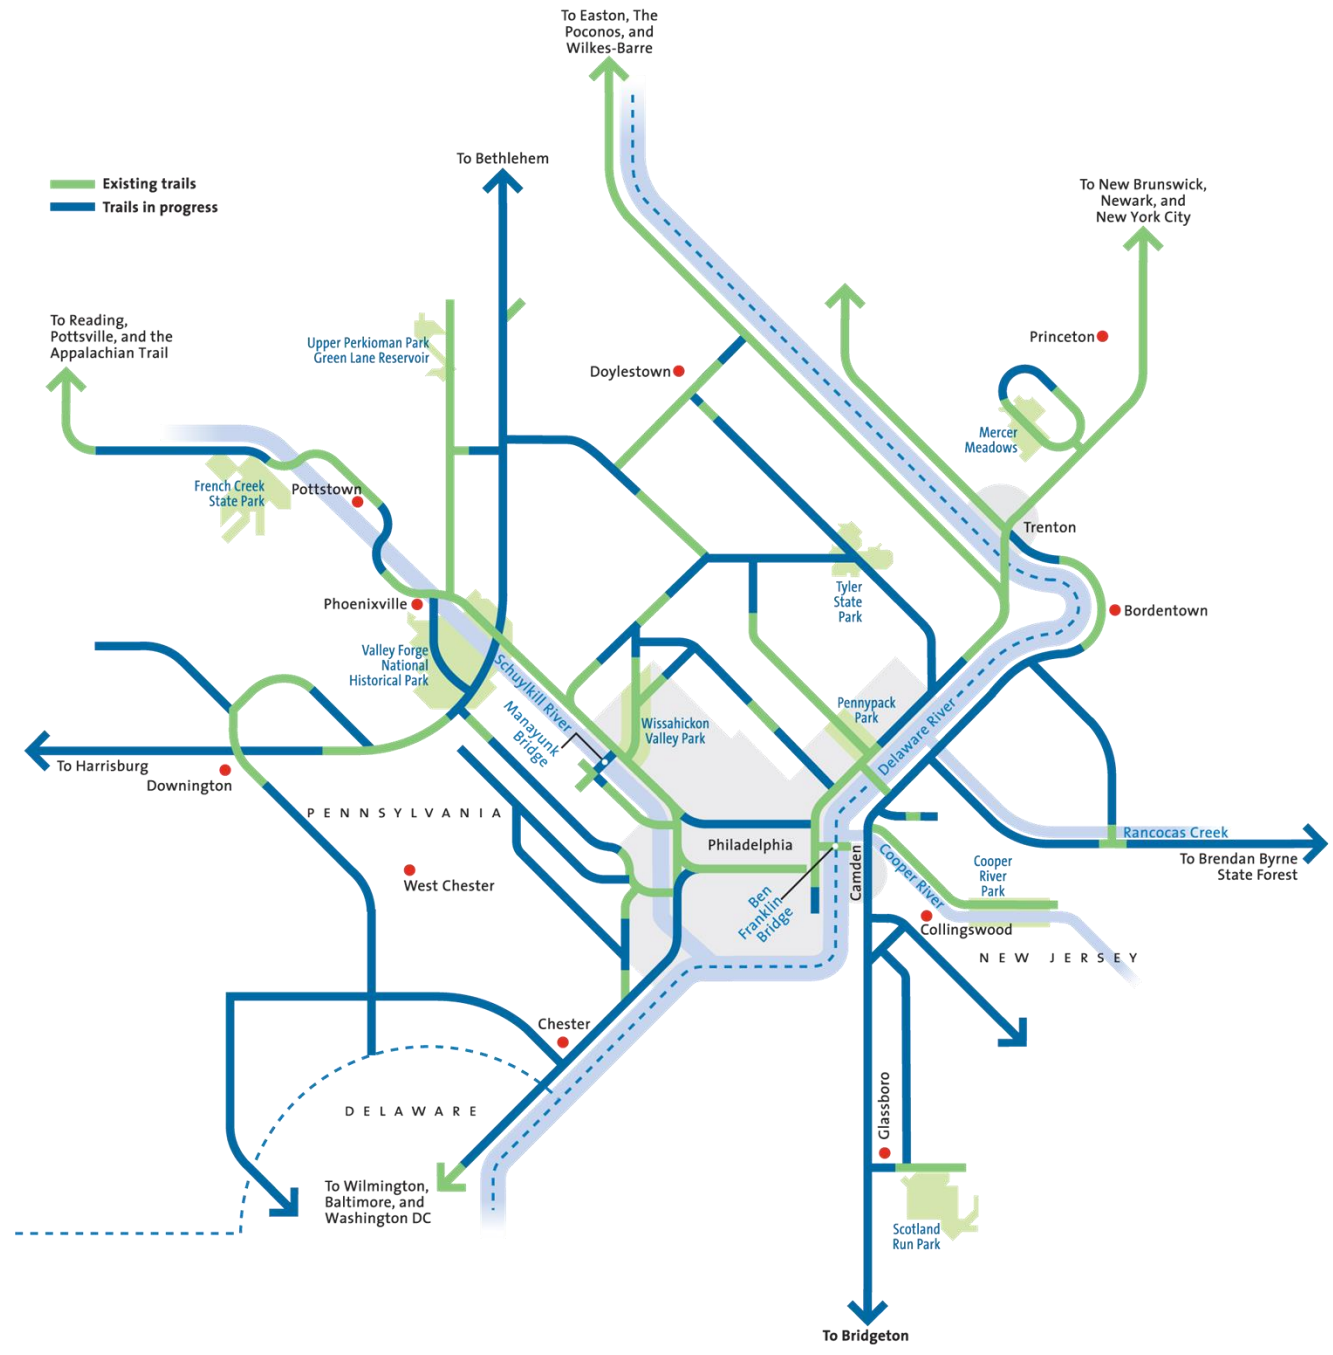 To Easton, The
Poconos, and
Wilkes-Barre
To Bethlehem
To New Brunswick,
Newark, and
New York City
Existing trails
Trails in progress
To Reading,
Pottsville, and the
Appalachian Trail
Upper Perkioman Park
Green Lane Reservoir
Doylestown
Princeton
Mercer
Meadows
French Creek
State Park
Pottstown
Trenton
Phoenixville
Tyler
State
Park
Bordentown
Valley Forge
National
Historical Park
Schuylkill River
Manayunk
Bridge
Wissahickon
Valley Park
Pennypack
Park
Delaware River
To Harrisburg
Downington
PENNSYLVANIA
Philadelphia
Camden
Cooper River
Cooper
River
Park
Rancocas Creek
To Brendan Byrne
State Forest
West Chester
Ben
Franklin
Bridge
Collingswood
NEW JERSEY
Chester
DELAWARE
Glassboro
To Wilmington,
Baltimore, and
Washington DC
Scotland
Run Park
To Bridgeton